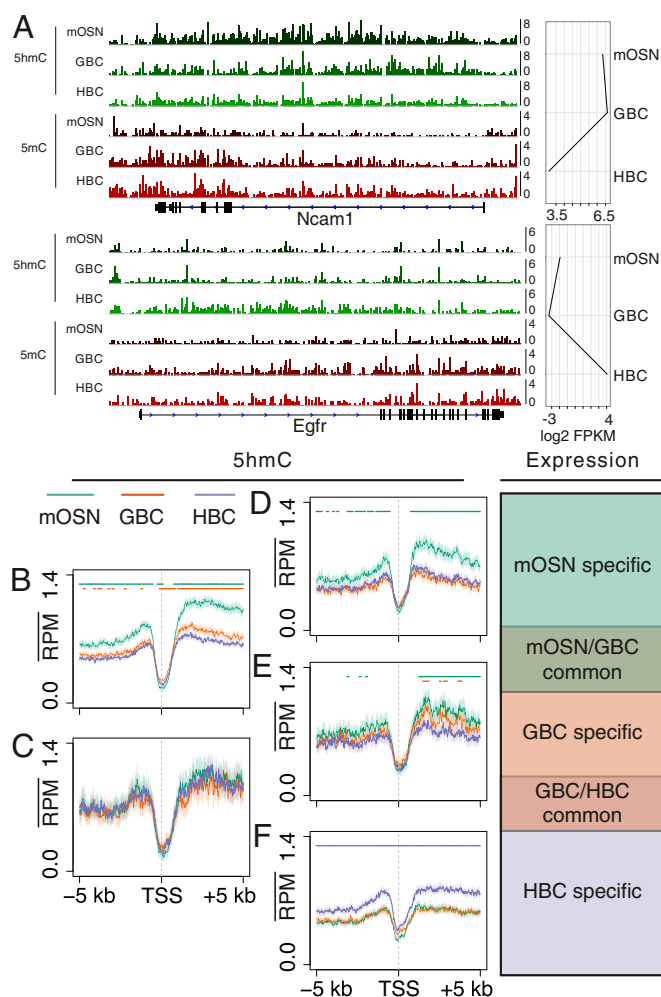 A
5hmC
mOSN
8
0
GBC
8
0
HBC
8
0
5mC
mOSN
4
0
GBC
4
0
HBC
4
0
Ncam1
mOSN
GBC
HBC
3.5 6.5
5hmC
mOSN
6
0
GBC
6
0
HBC
6
0
5mC
mOSN
4
0
GBC
4
0
HBC
4
0
Egfr
mOSN
GBC
HBC
-3 4
log2 FPKM
5hmC
Expression
mOSN GBC HBC
B
1.4
RPM
0.0
C
1.4
RPM
0.0
−5 kb TSS +5 kb
D
1.4
RPM
0.0
E
1.4
RPM
0.0
F
1.4
RPM
0.0
−5 kb TSS +5 kb
mOSN specific
mOSN/GBC
common
GBC specific
GBC/HBC
common
HBC specific